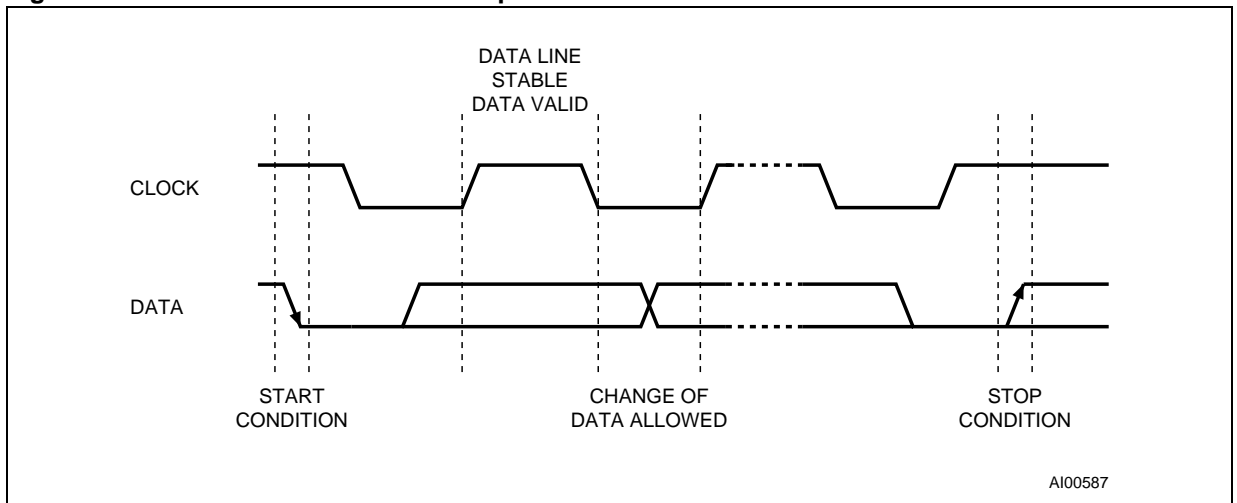 DATA LINE
STABLE
DATA VALID
CLOCK
DATA
START
CONDITION
CHANGE OF
DATA ALLOWED
STOP
CONDITION
AI00587